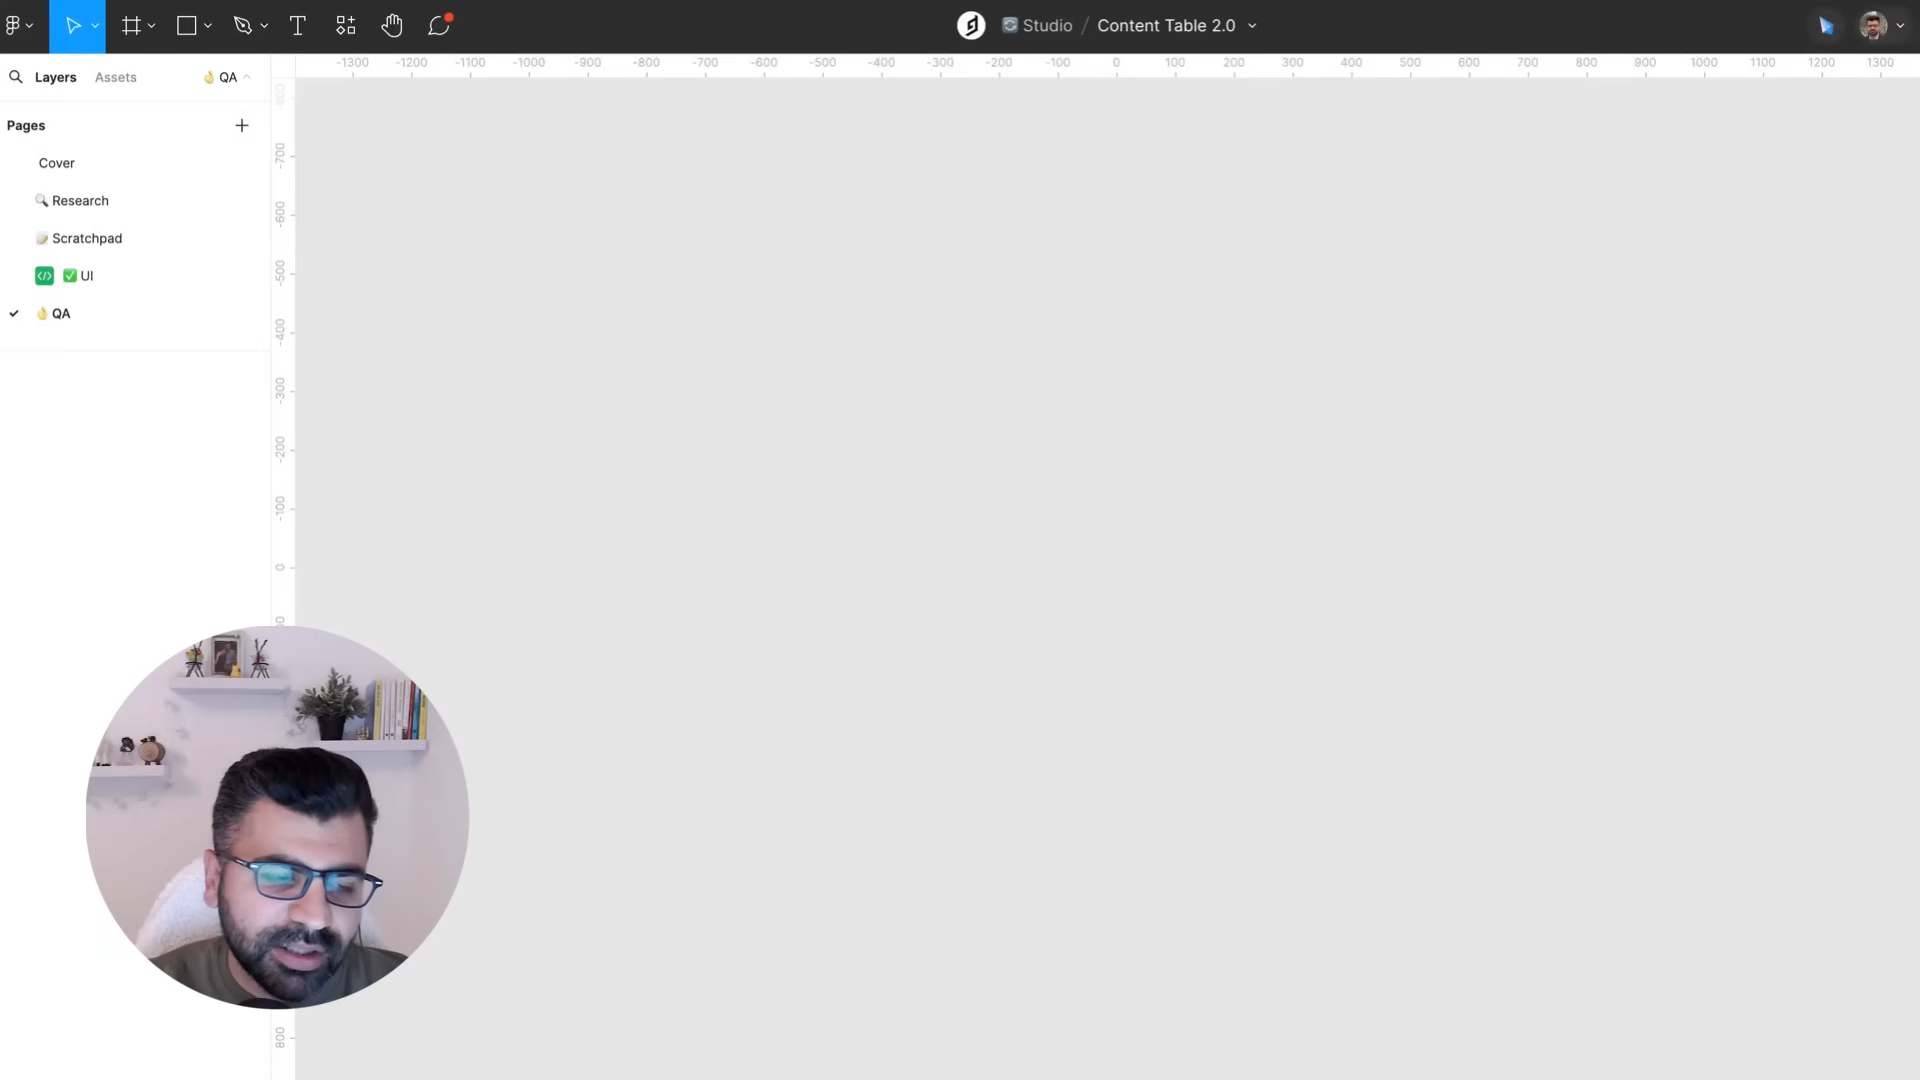 Studio / Content Table 2.0
Layers Assets 👌 QA
-1300 -1200 -1100 -1000 -900 -800 -700 -600 -500 -400 -300 -200 -100 0 100 200 300 400 500 600 700 800 900 1000 1100 1200 1300
Pages
Cover
🔍 Research
📝 Scratchpad
✅ UI
👌 QA
-800
-700
-600
-500
-400
-300
-200
-100
0
800